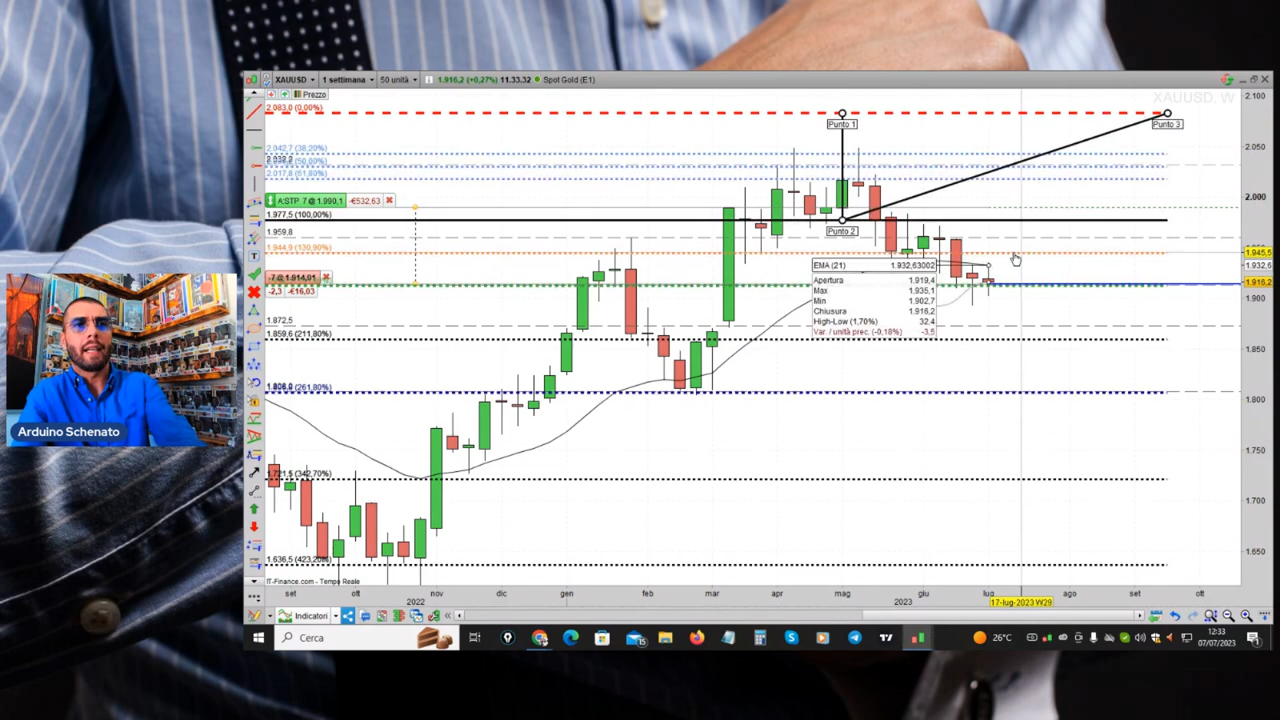 XAUUSD
1 settimana
50 unità
1.916,2 (+0,27%) 11.33.32
Spot Gold (E1)
Prezzo
XAUUSD, W
2.083,0 (0,00%)
Punto 1
Punto 3
2.042,7 (38,20%)
2.017,8 (61,80%)
A:STP 7 @ 1.990,1
-€532,63
1.977,5 (100,00%)
Punto 2
1.959,8
1.944,9 (130,90%)
EMA (21) 1.932,63002
Apertura 1.919,4
Max 1.935,1
Min 1.902,7
Chiusura 1.916,2
High-Low (1,70%) 32.4
Var. / unità prec. (-0,18%) -3.5
-7 @ 1.914,01
-2,3
-€16,03
1.872,5
1.859,6 (211,80%)
1.721,5 (342,70%)
1.636,5 (423,20%)
IT-Finance.com - Tempo Reale
2.100
2.050
2.000
1.945,5
1.932,6
1.916,2
1.900
1.850
1.800
1.750
1.700
1.650
set
ott
nov
dic
gen
feb
mar
apr
mag
giu
lug
ago
set
ott
2022
2023
17-lug-2023 W29
Indicatori
Arduino Schenato
Cerca
15
26°C
12:33
07/07/2023
1